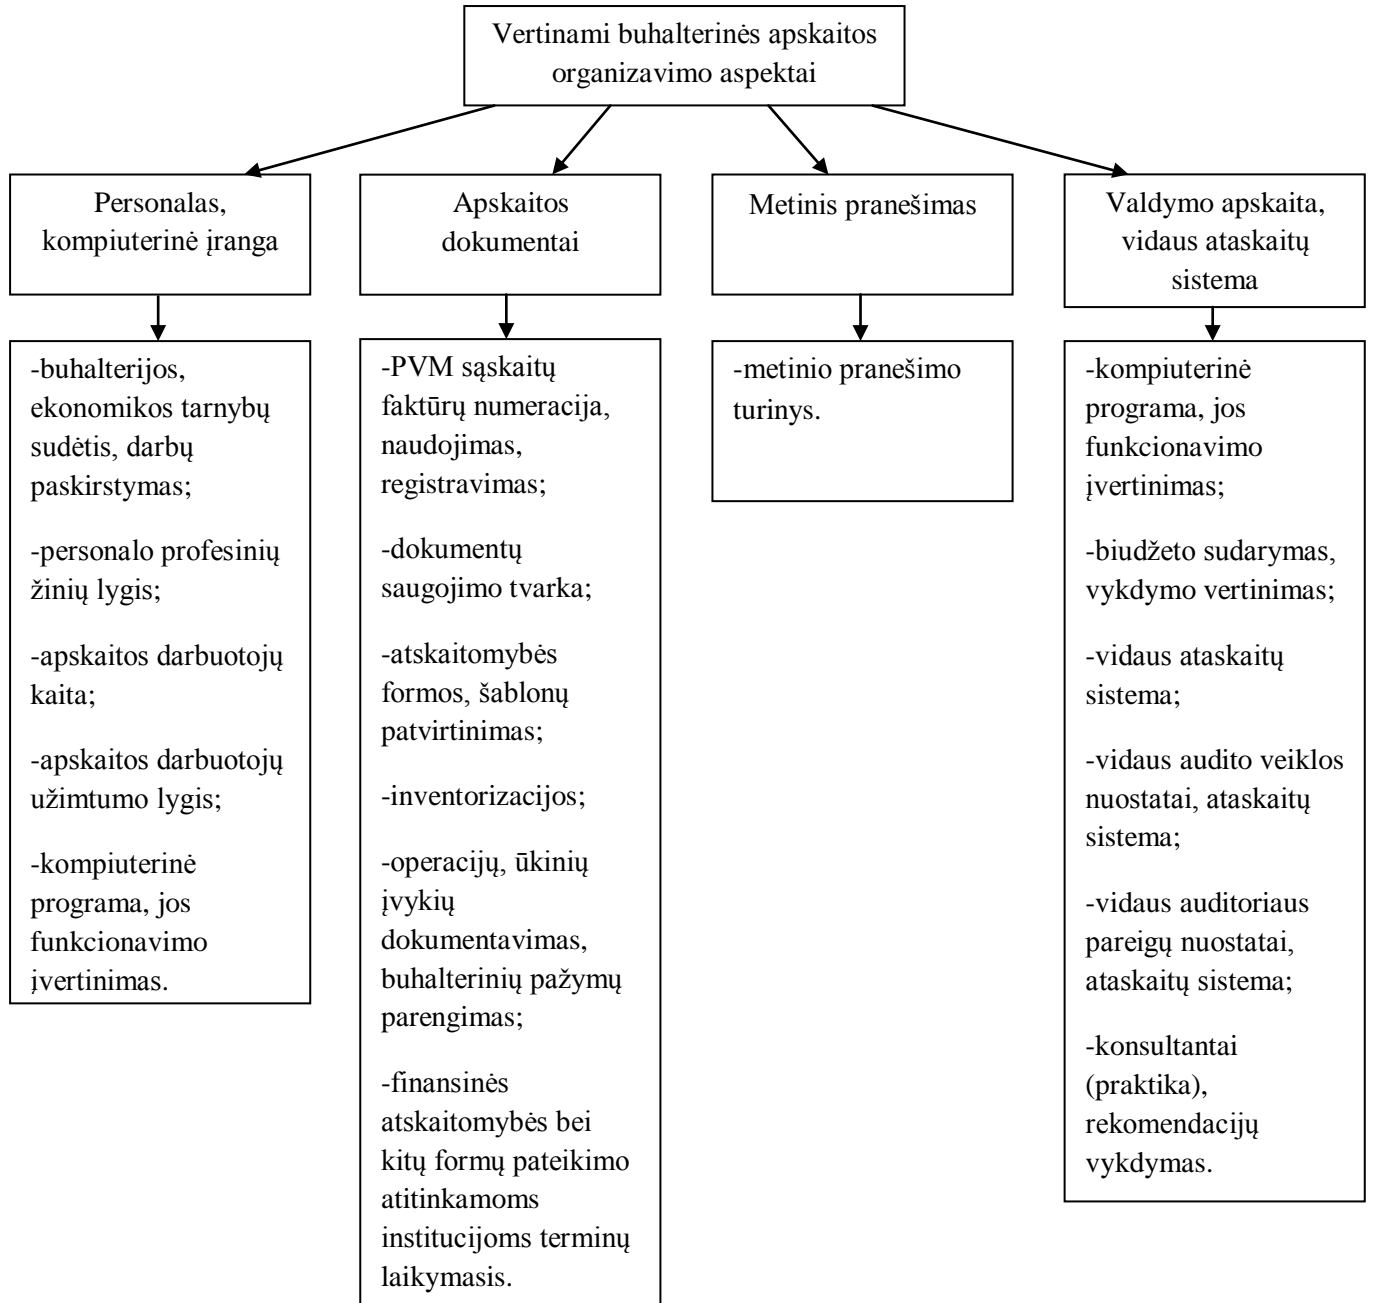 Vertinami buhalterinės apskaitos
organizavimo aspektai
Personalas,
kompiuterinė įranga
Apskaitos
dokumentai
Metinis pranešimas
Valdymo apskaita,
vidaus ataskaitų
sistema
-buhalterijos,
ekonomikos tarnybų
sudėtis, darbų
paskirstymas;
-personalo profesinių
žinių lygis;
-apskaitos darbuotojų
kaita;
-apskaitos darbuotojų
užimtumo lygis;
-kompiuterinė
programa, jos
funkcionavimo
įvertinimas.
-PVM sąskaitų
faktūrų numeracija,
naudojimas,
registravimas;
-dokumentų
saugojimo tvarka;
-atskaitomybės
formos, šablonų
patvirtinimas;
-inventorizacijos;
-operacijų, ūkinių
įvykių
dokumentavimas,
buhalterinių pažymų
parengimas;
-finansinės
atskaitomybės bei
kitų formų pateikimo
atitinkamoms
institucijoms terminų
laikymasis.
-metinio pranešimo
turinys.
-kompiuterinė
programa, jos
funkcionavimo
įvertinimas;
-biudžeto sudarymas,
vykdymo vertinimas;
-vidaus ataskaitų
sistema;
-vidaus audito veiklos
nuostatai, ataskaitų
sistema;
-vidaus auditoriaus
pareigų nuostatai,
ataskaitų sistema;
-konsultantai
(praktika),
rekomendacijų
vykdymas.